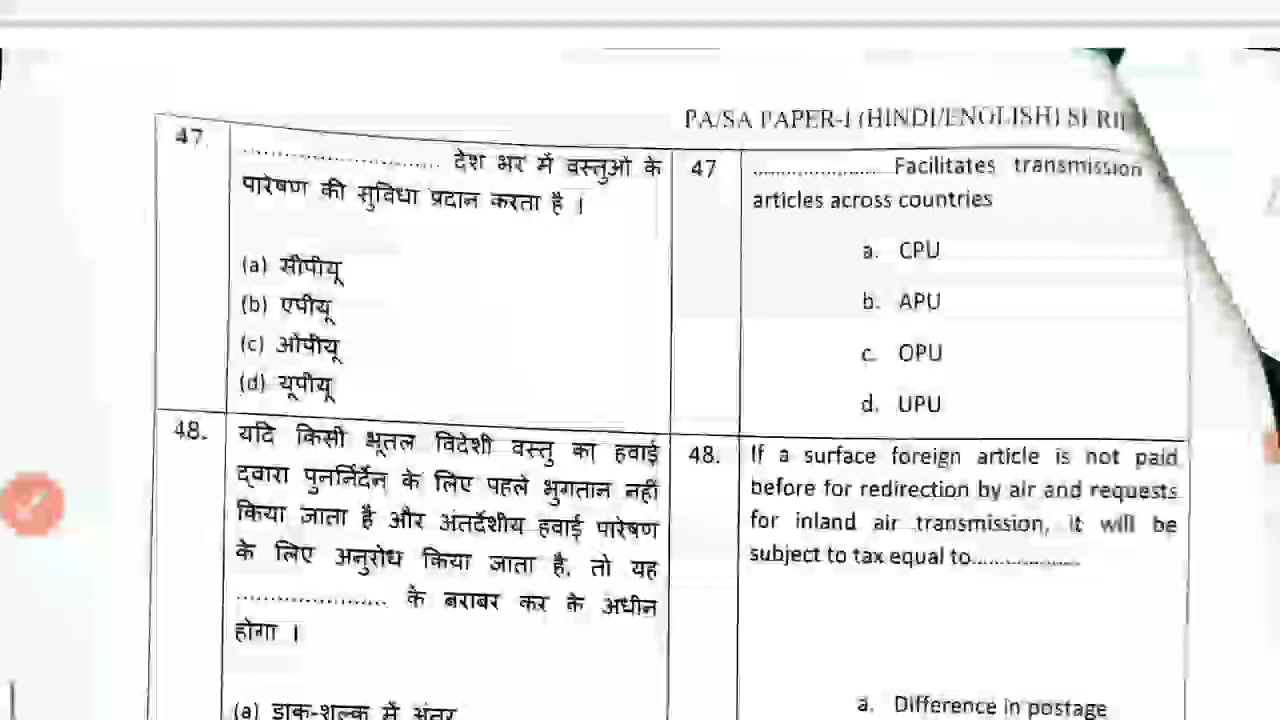 PA/SA PAPER-I (HINDI/ENGLISH) SERI
47.
........................... देश भर में वस्तुओं के
पारेषण की सुविधा प्रदान करता है ।
(a) सीपीयू
(b) एपीयू
(c) ओपीयू
(d) यूपीयू
47
..................... Facilitates transmission
articles across countries
a. CPU
b. APU
c. OPU
d. UPU
48.
यदि किसी भूतल विदेशी वस्तु का हवाई
द्वारा पुनर्निर्देन के लिए पहले भुगतान नहीं
किया जाता है और अंतर्देशीय हवाई पारेषण
के लिए अनुरोध किया जाता है, तो यह
.................... के बराबर कर के अधीन
होगा ।
(a) डाक-शुल्क में अंतर
48.
If a surface foreign article is not paid
before for redirection by air and requests
for inland air transmission, it will be
subject to tax equal to..................
a. Difference in postage